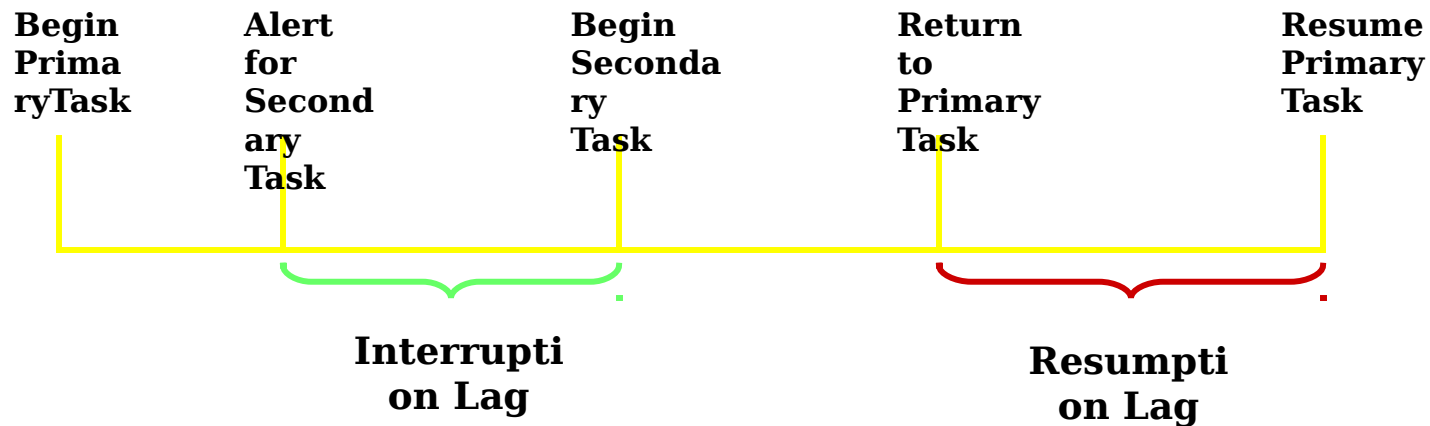 Begin
Prima
ryTask
Alert
for
Second
ary
Task
Begin
Seconda
ry
Task
Return
to
Primary
Task
Resume
Primary
Task
Interrupti
on Lag
Resumpti
on Lag